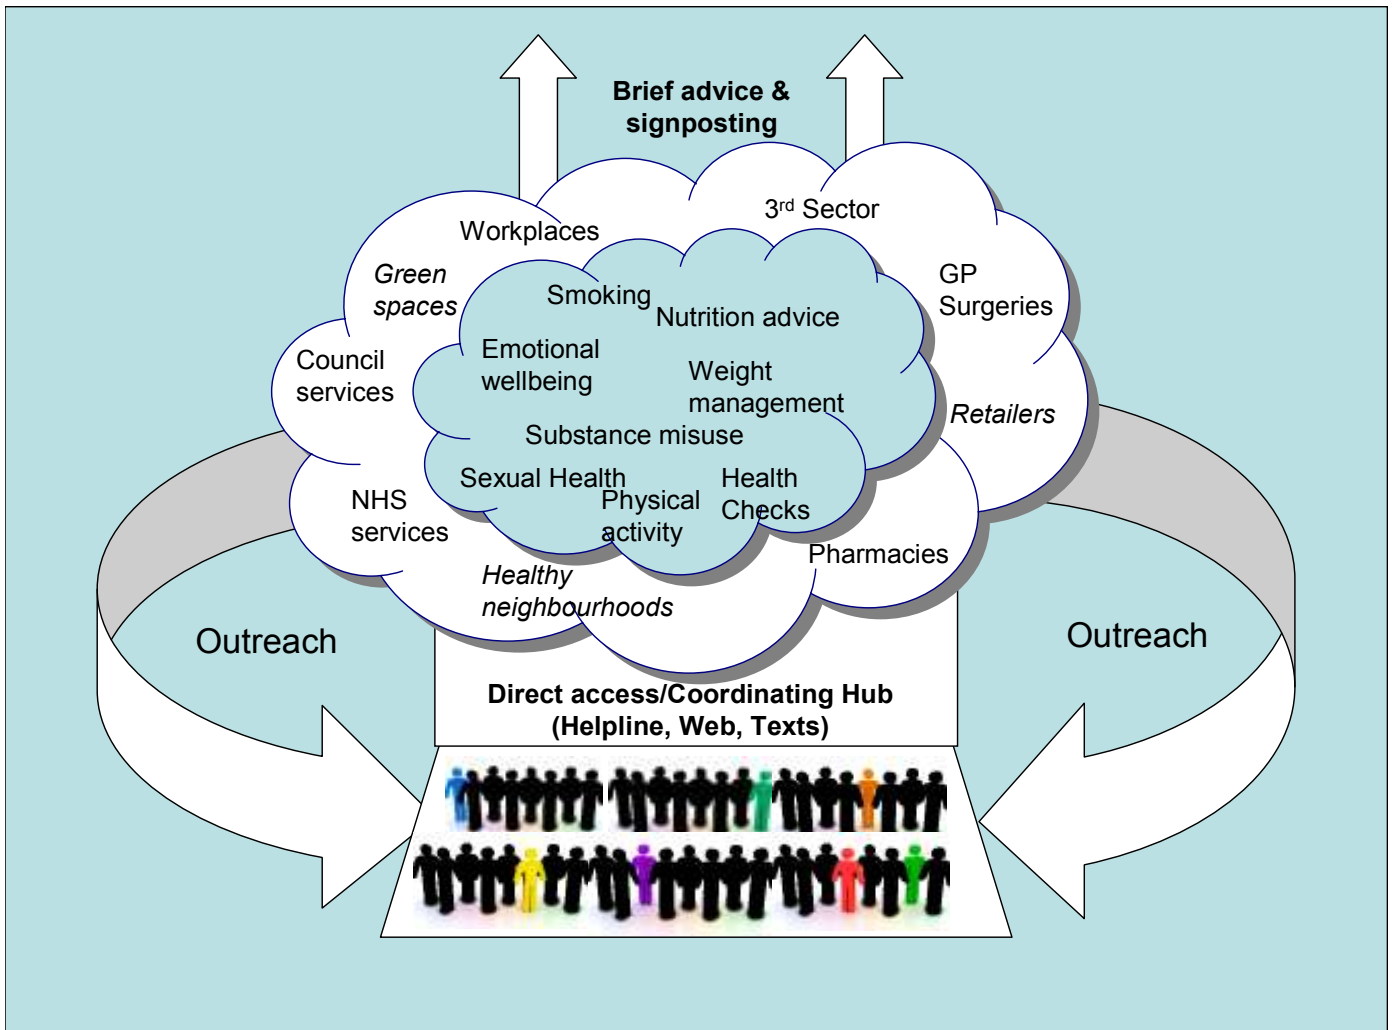 Brief advice &
signposting
3rd Sector
Workplaces
Green
spaces
GP
Surgeries
Smoking
Nutrition advice
Emotional
wellbeing
Council
services
Weight
management
Retailers
Substance misuse
Sexual Health
Health
Checks
Physical
activity
NHS
services
Pharmacies
Healthy
neighbourhoods
Outreach
Outreach
Direct access/Coordinating Hub
(Helpline, Web, Texts)